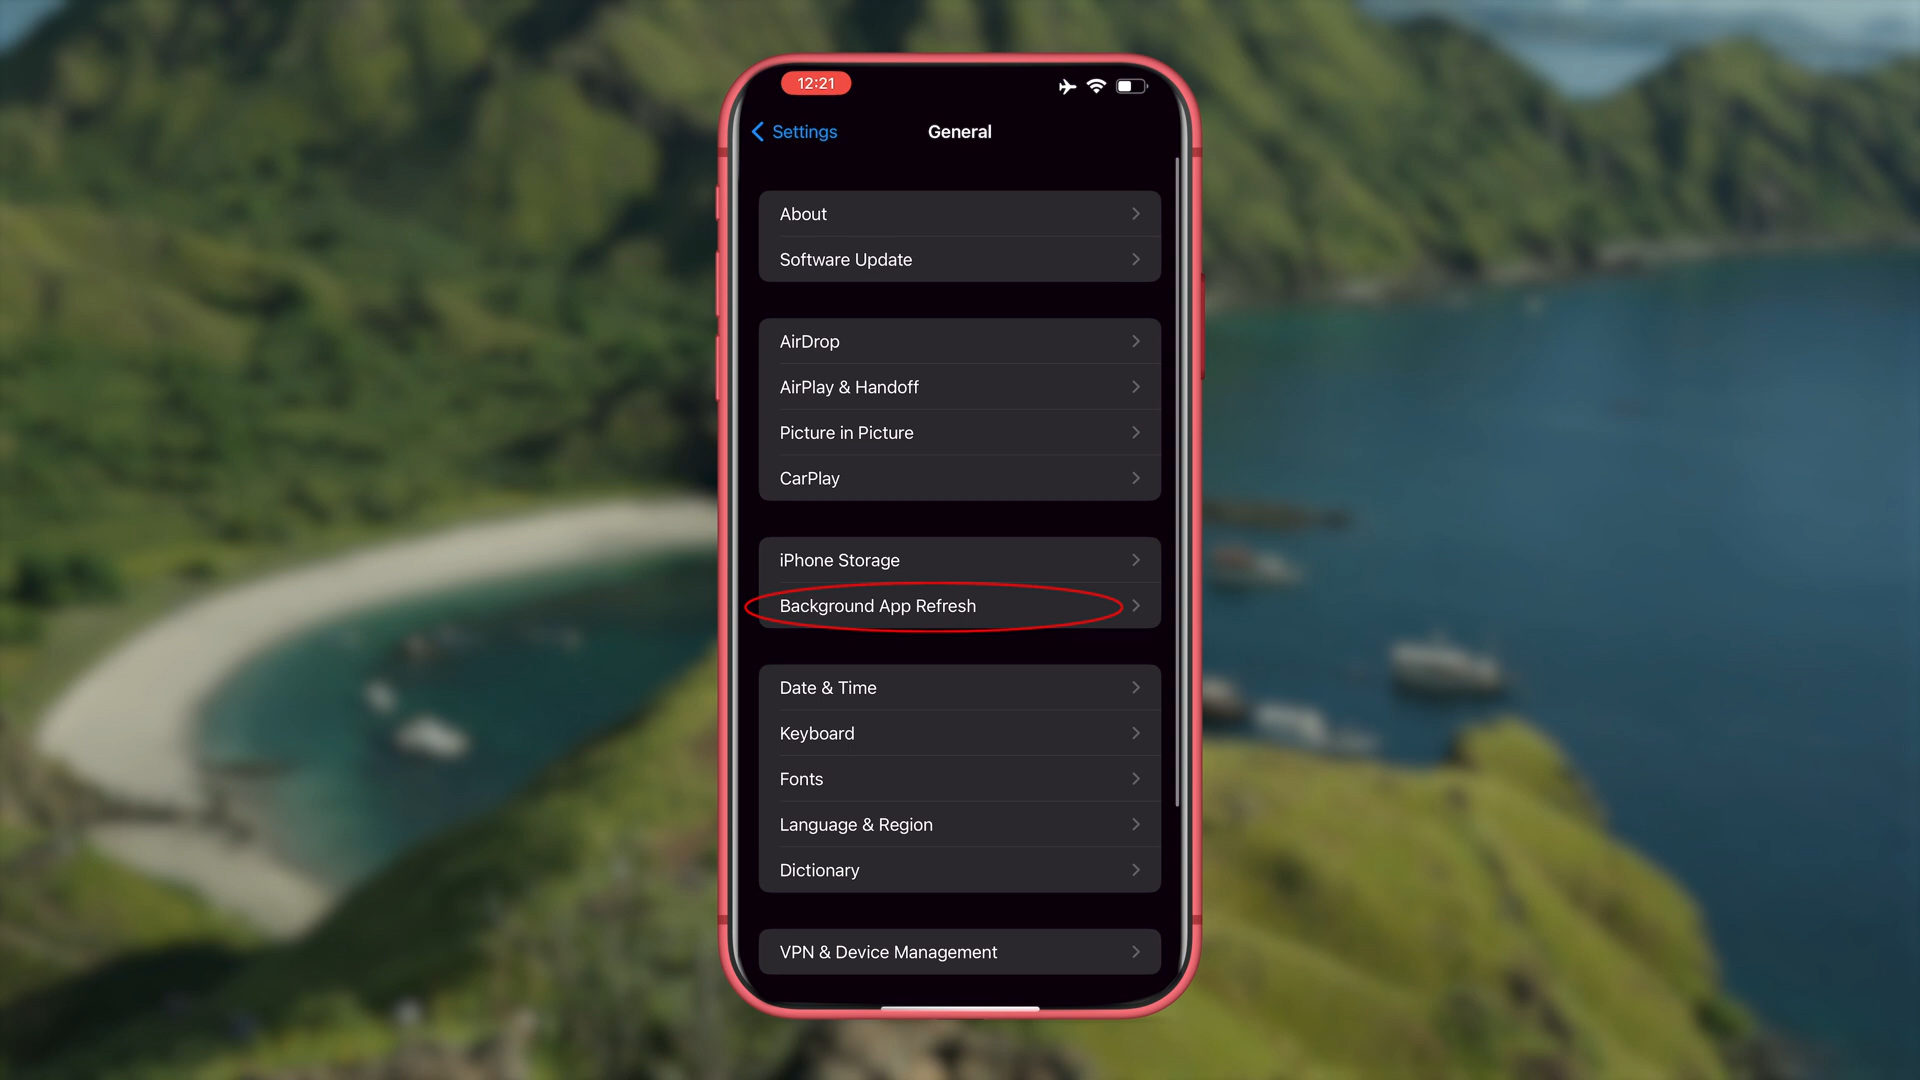 12:21
Settings
General
About
Software Update
AirDrop
AirPlay & Handoff
Picture in Picture
CarPlay
iPhone Storage
Background App Refresh
Date & Time
Keyboard
Fonts
Language & Region
Dictionary
VPN & Device Management